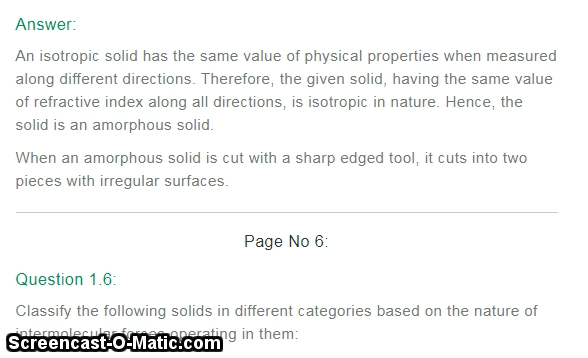 Answer:
An isotropic solid has the same value of physical properties when measured
along different directions. Therefore, the given solid, having the same value
of refractive index along all directions, is isotropic in nature. Hence, the
solid is an amorphous solid.
When an amorphous solid is cut with a sharp edged tool, it cuts into two
pieces with irregular surfaces.
Page No 6:
Question 1.6:
Classify the following solids in different categories based on the nature of
intermolecular forces operating in them:
Screencast-O-Matic.com